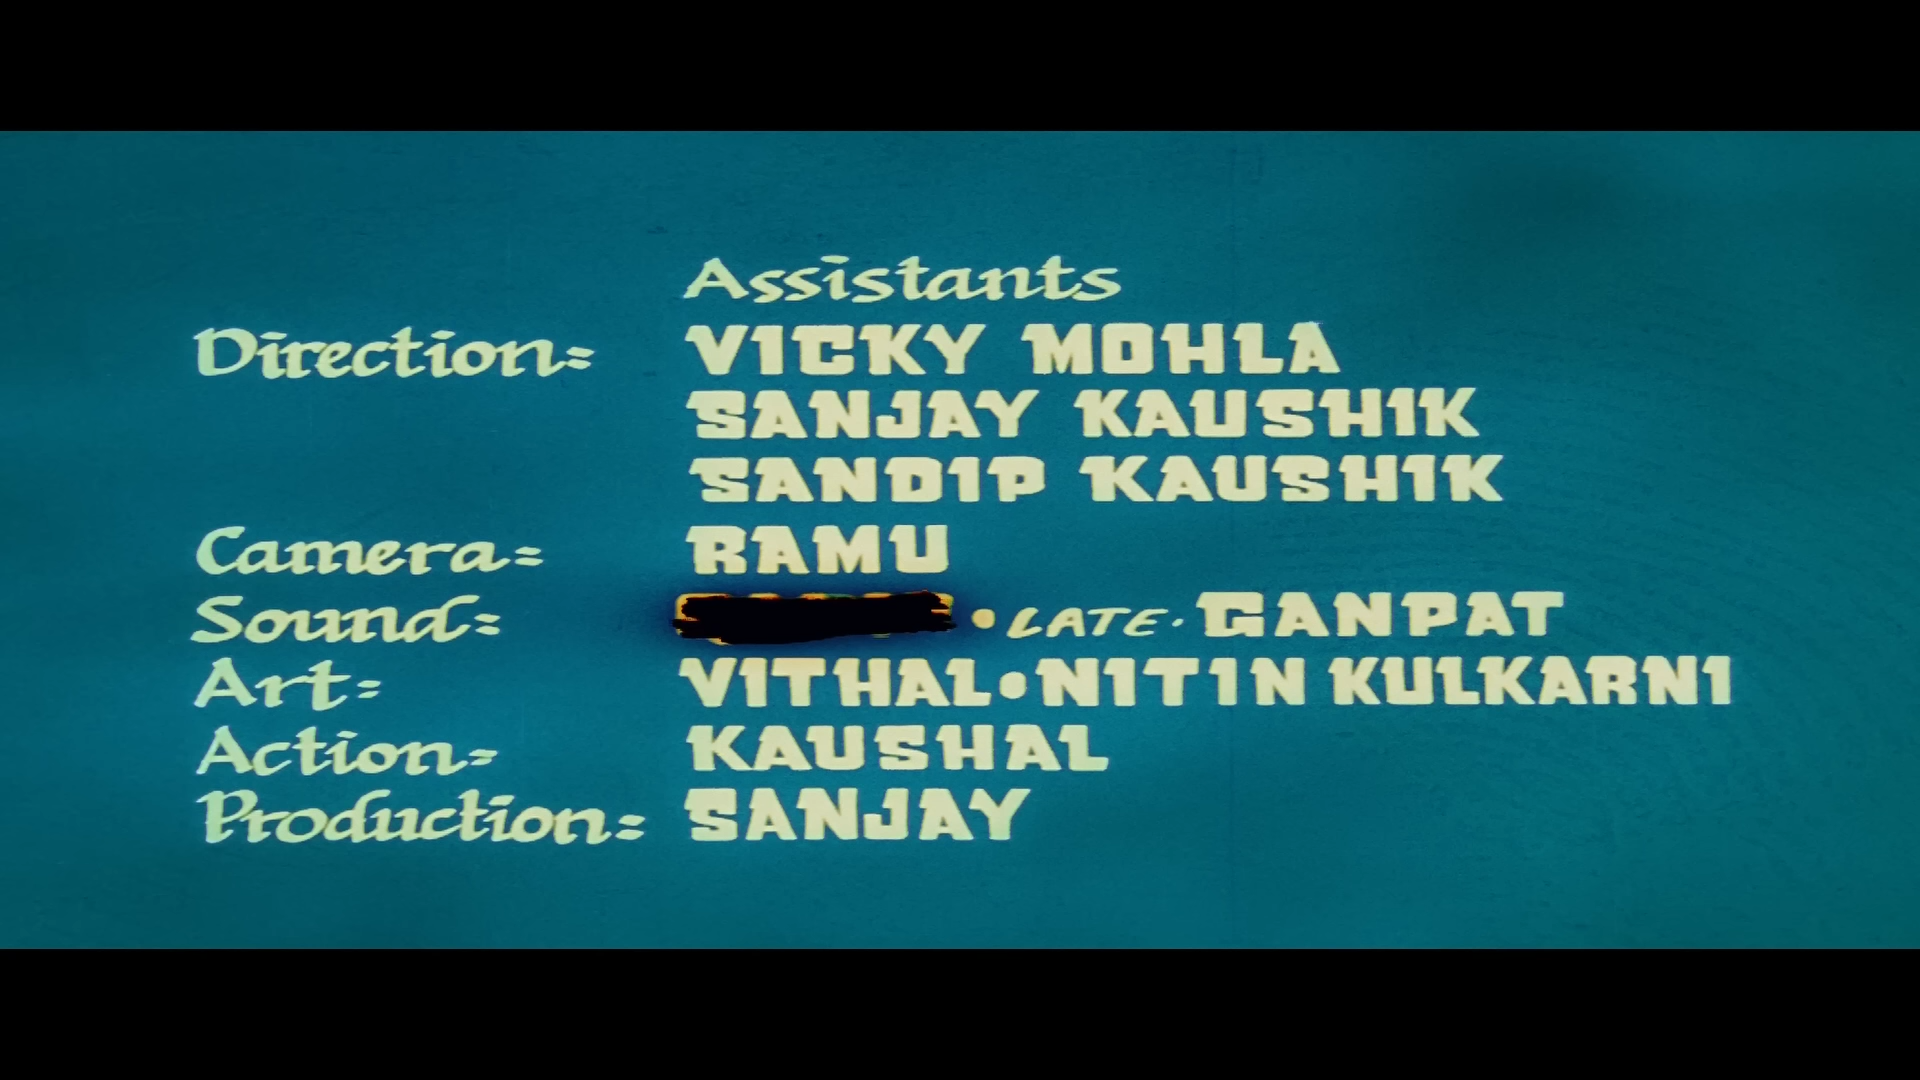 Assistants
Direction= VICKY MOHLA
SANJAY KAUSHIK
SANDIP KAUSHIK
Camera= RAMU
Sound= • LATE • GANPAT
Art= VITHAL • NITIN KULKARNI
Action= KAUSHAL
Production= SANJAY